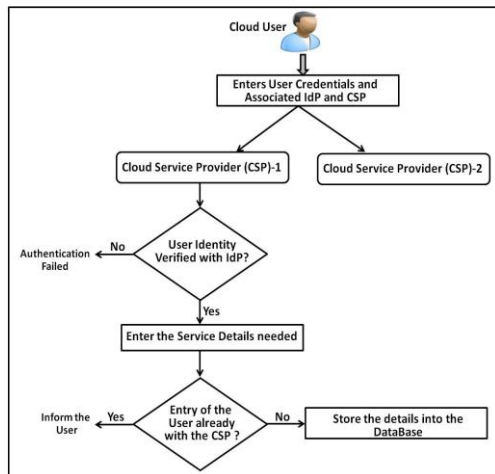 Cloud User
Enters User Credentials and
Associated IdP and CSP
Cloud Service Provider (CSP)-1
Cloud Service Provider (CSP)-2
User Identity
Verified with IdP?
No
Authentication
Failed
Yes
Enter the Service Details needed
Entry of the
User already
with the CSP ?
Yes
Inform the
User
No
Store the details into the
DataBase